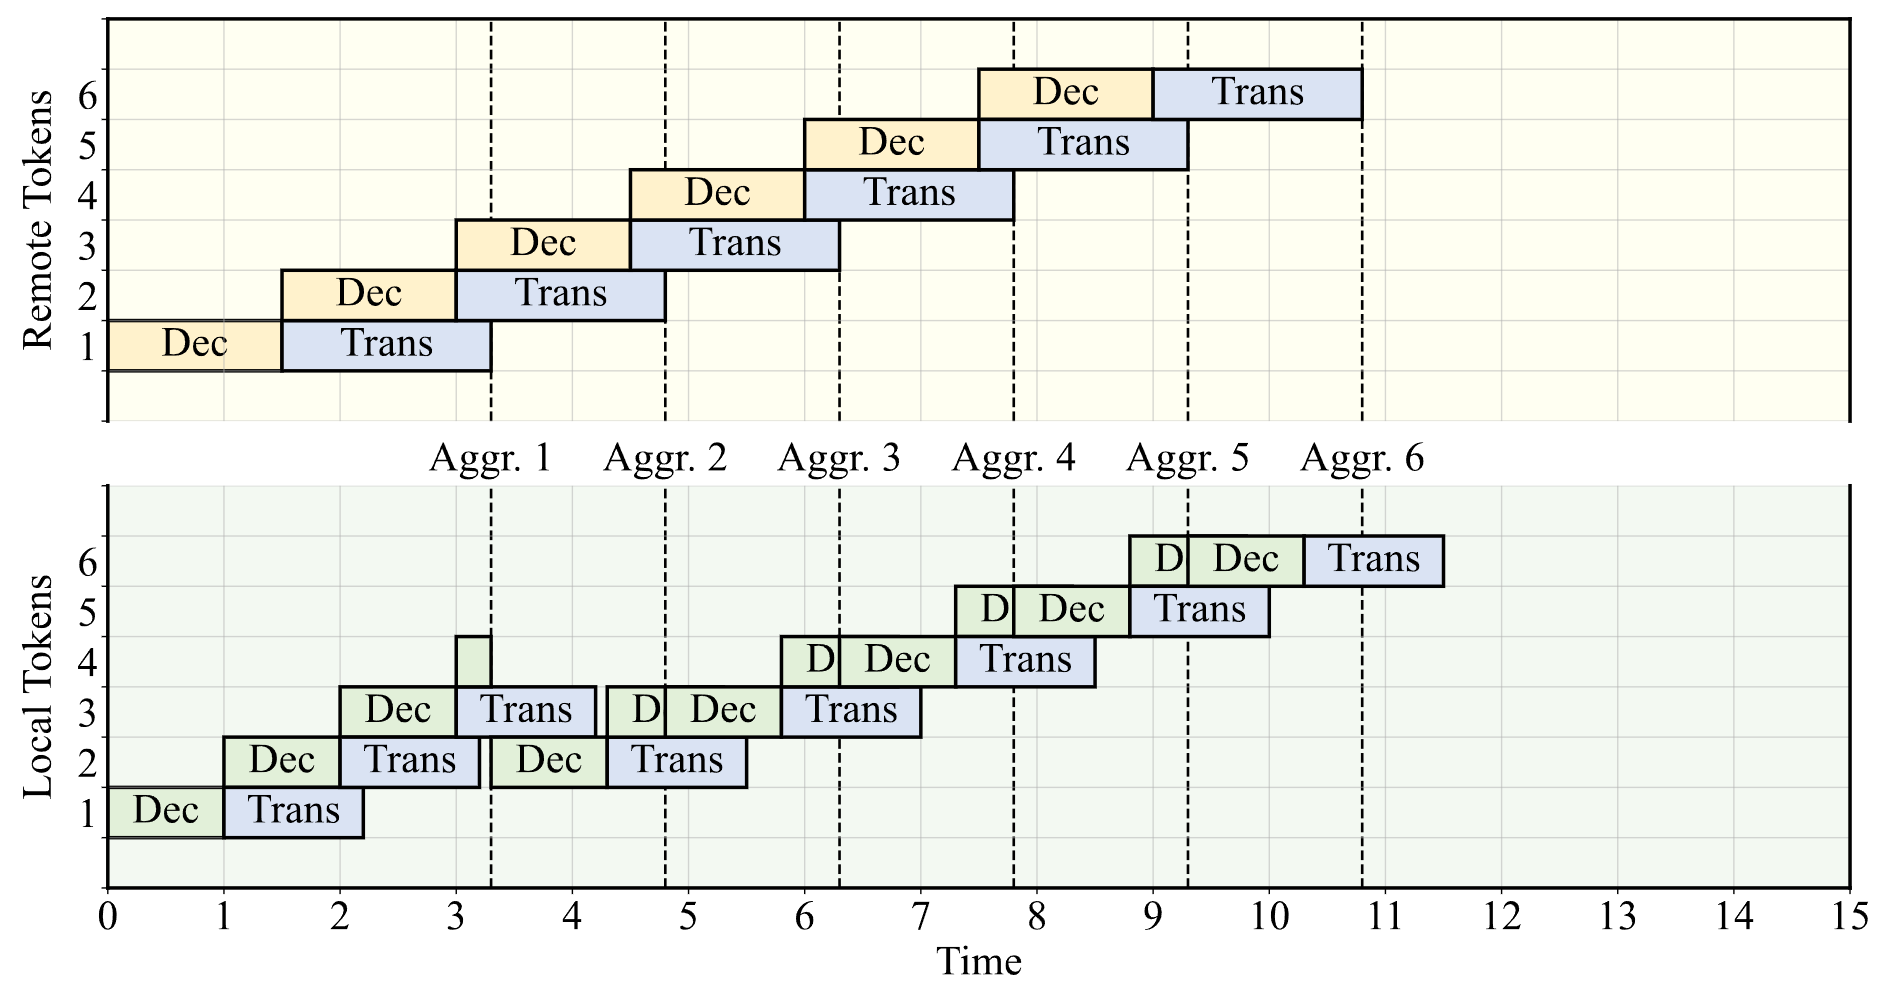 Remote Tokens
6
Dec Trans
5
Dec Trans
4
Dec Trans
3
Dec Trans
2
Dec Trans
1
Dec Trans
Aggr. 1 Aggr. 2 Aggr. 3 Aggr. 4 Aggr. 5 Aggr. 6
Local Tokens
6
D Dec Trans
5
D Dec Trans
4
D Dec Trans
3
Dec Trans D Dec Trans
2
Dec Trans Dec Trans
1
Dec Trans
0 1 2 3 4 5 6 7 8 9 10 11 12 13 14 15
Time